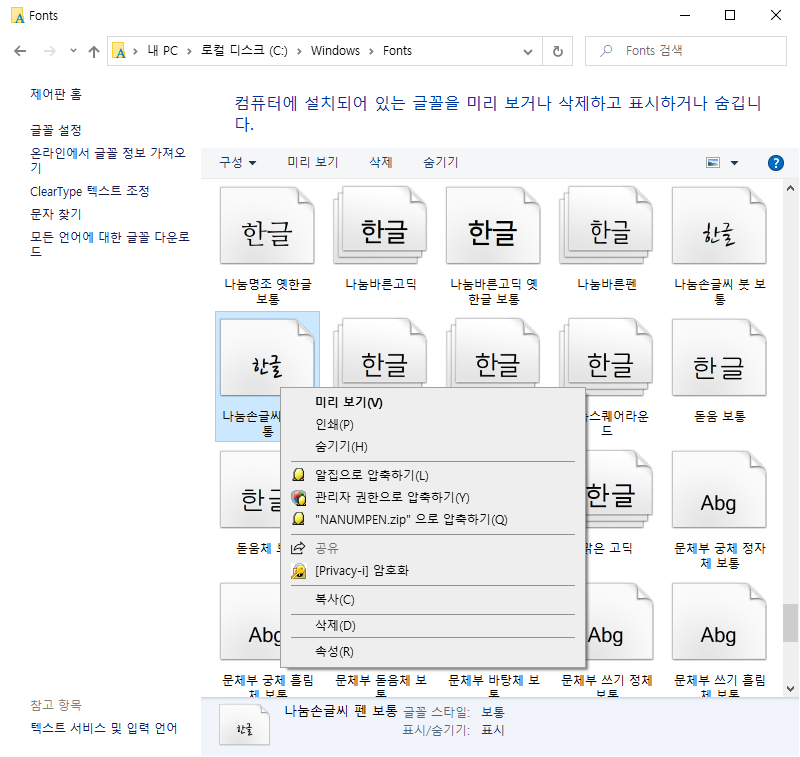 Fonts
내 PC > 로컬 디스크 (C:) > Windows > Fonts
Fonts 검색
제어판 홈
글꼴 설정
온라인에서 글꼴 정보 가져오
기
ClearType 텍스트 조정
문자 찾기
모든 언어에 대한 글꼴 다운로
드
참고 항목
텍스트 서비스 및 입력 언어
컴퓨터에 설치되어 있는 글꼴을 미리 보거나 삭제하고 표시하거나 숨깁니
다.
구성 미리 보기 삭제 숨기기
한글 한글 한글 한글 한글
나눔명조 옛한글
보통
나눔바른고딕
나눔바른고딕 옛
한글 보통
나눔바른펜
나눔손글씨 붓 보
통
한글 한글 한글 한글 한글
나눔손글씨
통
스퀘어라운
드
돋움 보통
한글 한글 Abg
돋움체
맑은 고딕
문체부 궁체 정자
체 보통
Abg Abg Abg
문체부 궁체 흘림
체 보통
문체부 돋음체 보
통
문체부 바탕체 보
통
문체부 쓰기 정체
보통
문체부 쓰기 흘림
체 보통
미리 보기(V)
인쇄(P)
숨기기(H)
알집으로 압축하기(L)
관리자 권한으로 압축하기(Y)
"NANUMPEN.zip" 으로 압축하기(Q)
공유
[Privacy-i] 암호화
복사(C)
삭제(D)
속성(R)
한글
나눔손글씨 펜 보통 글꼴 스타일: 보통
표시/숨기기: 표시